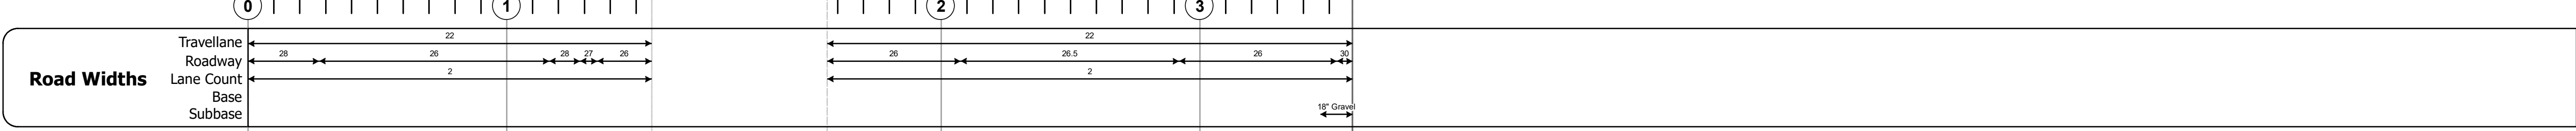 0 1 2 3
Travellane 22 22
Roadway 28 26 28 27 26 26 26.5 26 30
Road Widths Lane Count 2 2
Base
Subbase 18" Gravel